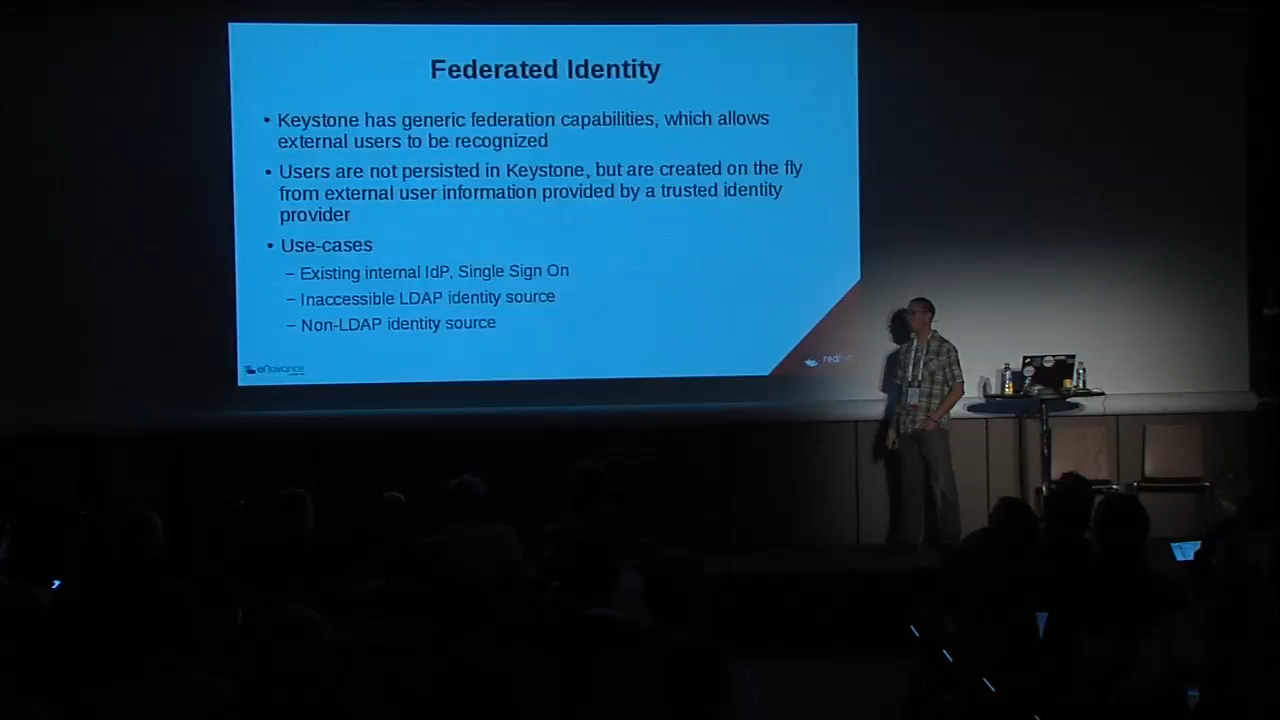 Federated Identity
• Keystone has generic federation capabilities, which allows
external users to be recognized
• Users are not persisted in Keystone, but are created on the fly
from external user information provided by a trusted identity
provider
• Use-cases
– Existing internal IdP, Single Sign On
– Inaccessible LDAP identity source
– Non-LDAP identity source
eNovance